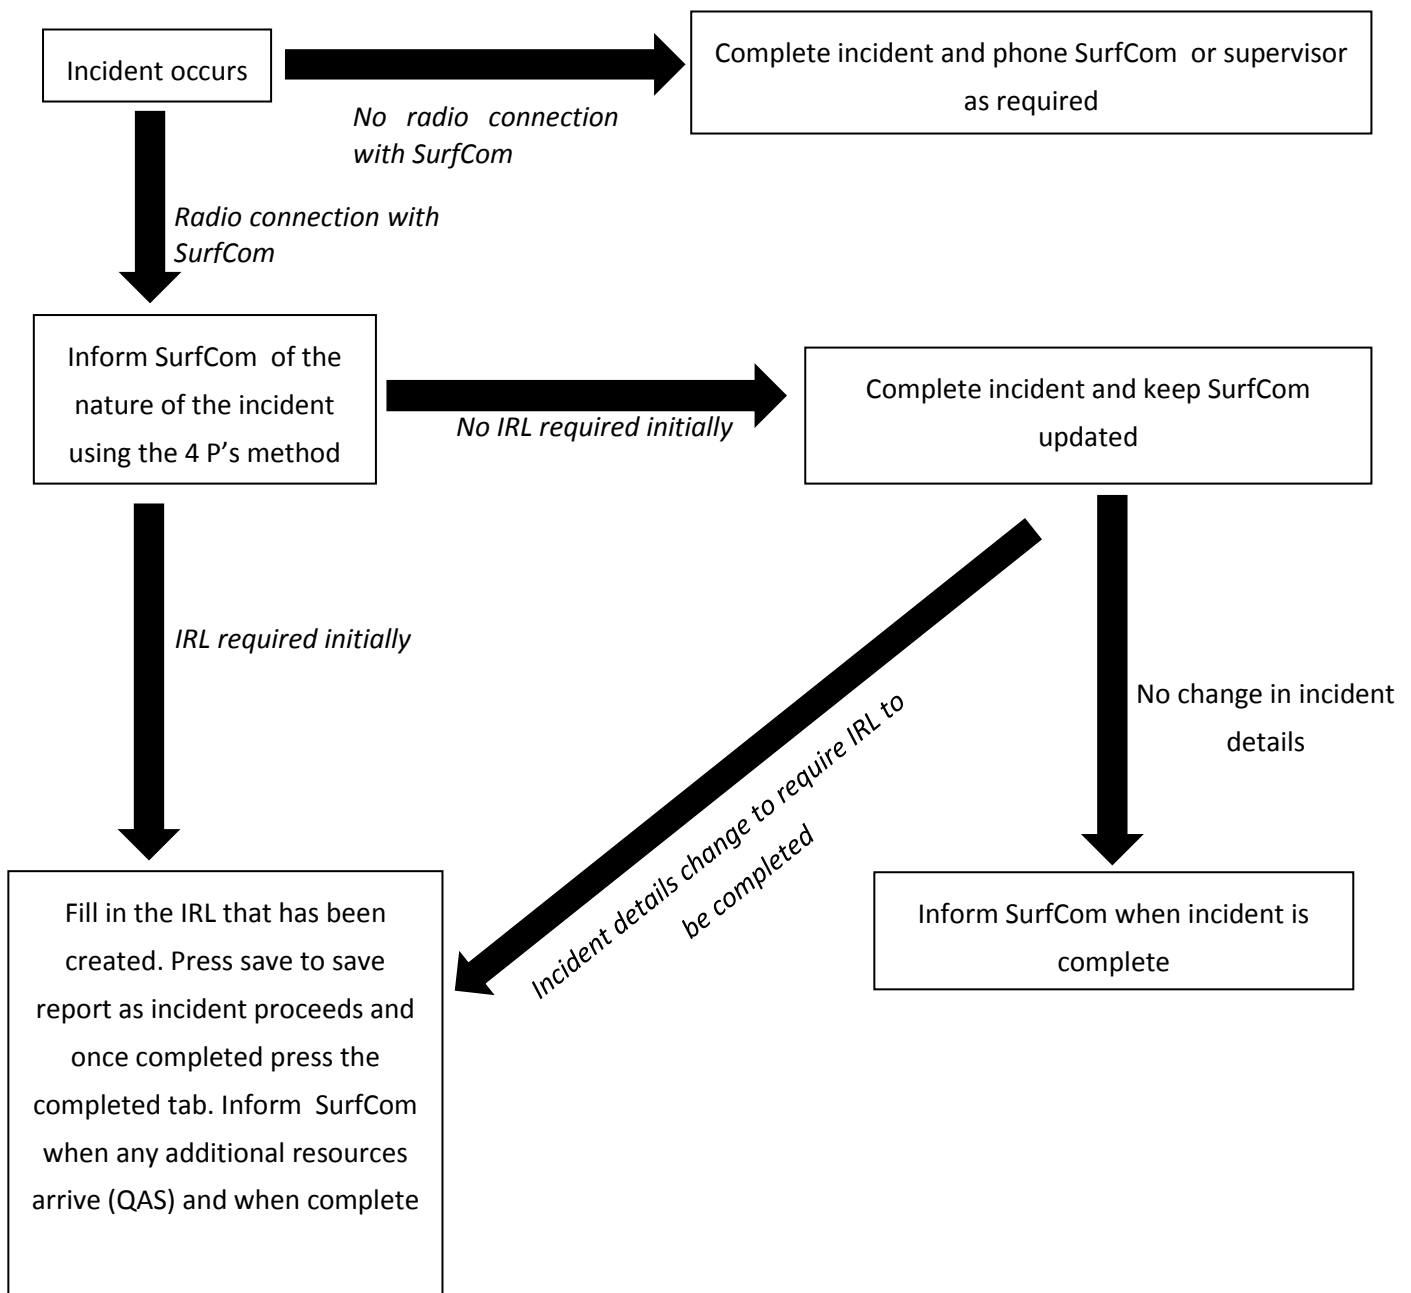 Incident occurs
Complete incident and phone SurfCom or supervisor
as required
No radio connection
with SurfCom
Radio connection with
SurfCom
Inform SurfCom of the
nature of the incident
using the 4 P’s method
No IRL required initially
Complete incident and keep SurfCom
updated
IRL required initially
Incident details change to require IRL to
be completed
No change in incident
details
Fill in the IRL that has been
created. Press save to save
report as incident proceeds and
once completed press the
completed tab. Inform SurfCom
when any additional resources
arrive (QAS) and when complete
Inform SurfCom when incident is
complete